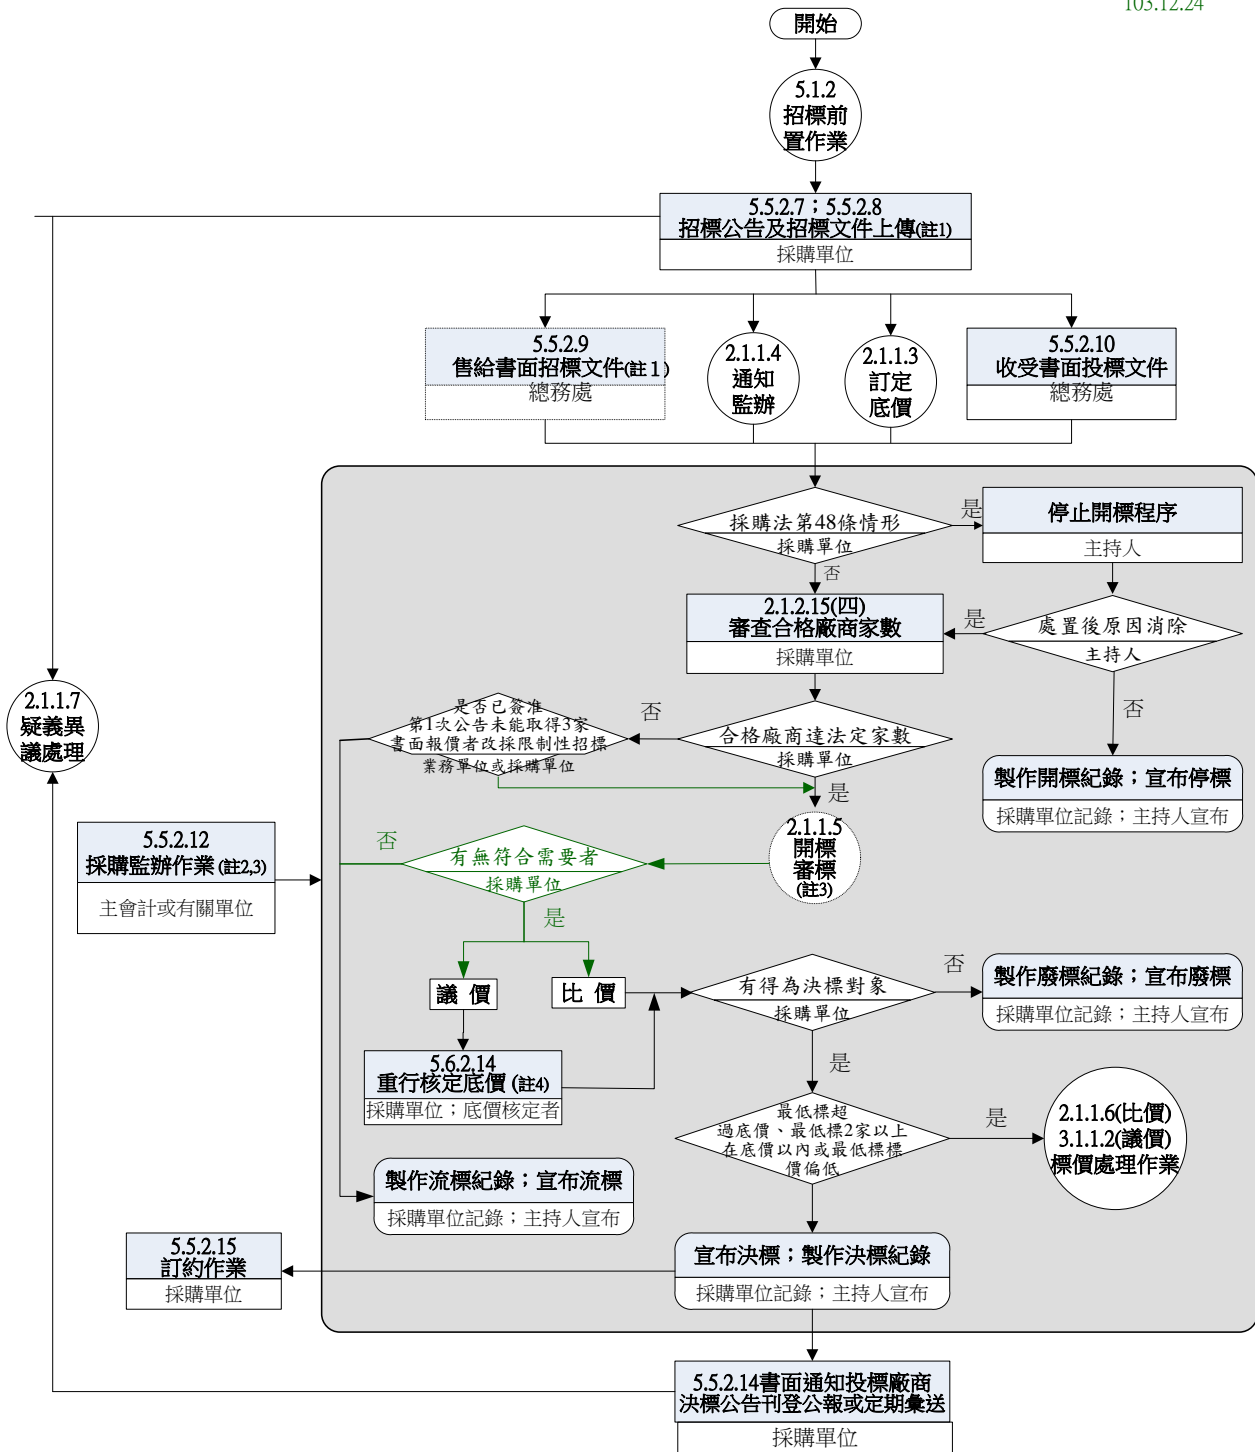 103.12.24
開始
5.1.2
招標前
置作業
5.5.2.7；5.5.2.8
招標公告及招標文件上傳(註1)
採購單位
5.5.2.9
售給書面招標文件(註１)
總務處
2.1.1.4
通知
監辦
2.1.1.3
訂定
底價
5.5.2.10
收受書面投標文件
總務處
採購法第48條情形
採購單位
是
否
停止開標程序
主持人
2.1.2.15(四)
審查合格廠商家數
採購單位
是
處置後原因消除
主持人
否
2.1.1.7
疑義異
議處理
是否已簽准
第1次公告未能取得3家
書面報價者改採限制性招標
業務單位或採購單位
否
合格廠商達法定家數
採購單位
是
製作開標紀錄；宣布停標
採購單位記錄；主持人宣布
5.5.2.12
採購監辦作業(註2,3)
主會計或有關單位
否
有無符合需要者
採購單位
是
2.1.1.5
開標
審標
(註3)
議 價
比 價
有得為決標對象
採購單位
否
製作廢標紀錄；宣布廢標
採購單位記錄；主持人宣布
是
5.6.2.14
重行核定底價(註4)
採購單位；底價核定者
最低標超
過底價、最低標2家以上
在底價以內或最低標標
價偏低
是
2.1.1.6(比價)
3.1.1.2(議價)
標價處理作業
製作流標紀錄；宣布流標
採購單位記錄；主持人宣布
5.5.2.15
訂約作業
採購單位
宣布決標；製作決標紀錄
採購單位記錄；主持人宣布
5.5.2.14書面通知投標廠商
決標公告刊登公報或定期彙送
採購單位